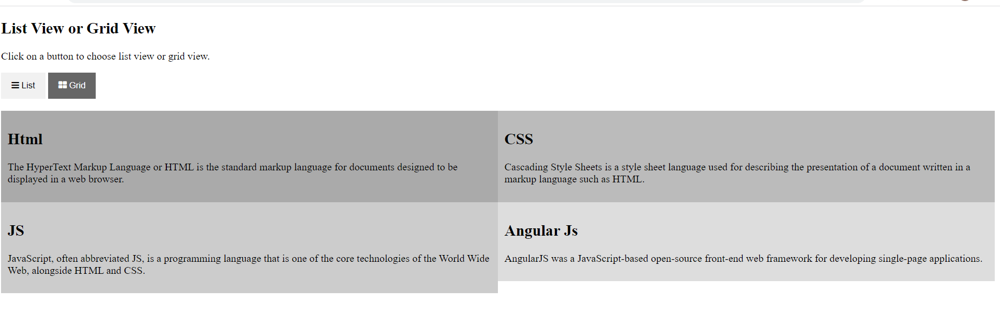 List View or Grid View
Click on a button to choose list view or grid view.
List Grid
Html
The HyperText Markup Language or HTML is the standard markup language for documents designed to be
displayed in a web browser.
CSS
Cascading Style Sheets is a style sheet language used for describing the presentation of a document written in a
markup language such as HTML.
JS
JavaScript, often abbreviated JS, is a programming language that is one of the core technologies of the World Wide
Web, alongside HTML and CSS.
Angular Js
AngularJS was a JavaScript-based open-source front-end web framework for developing single-page applications.